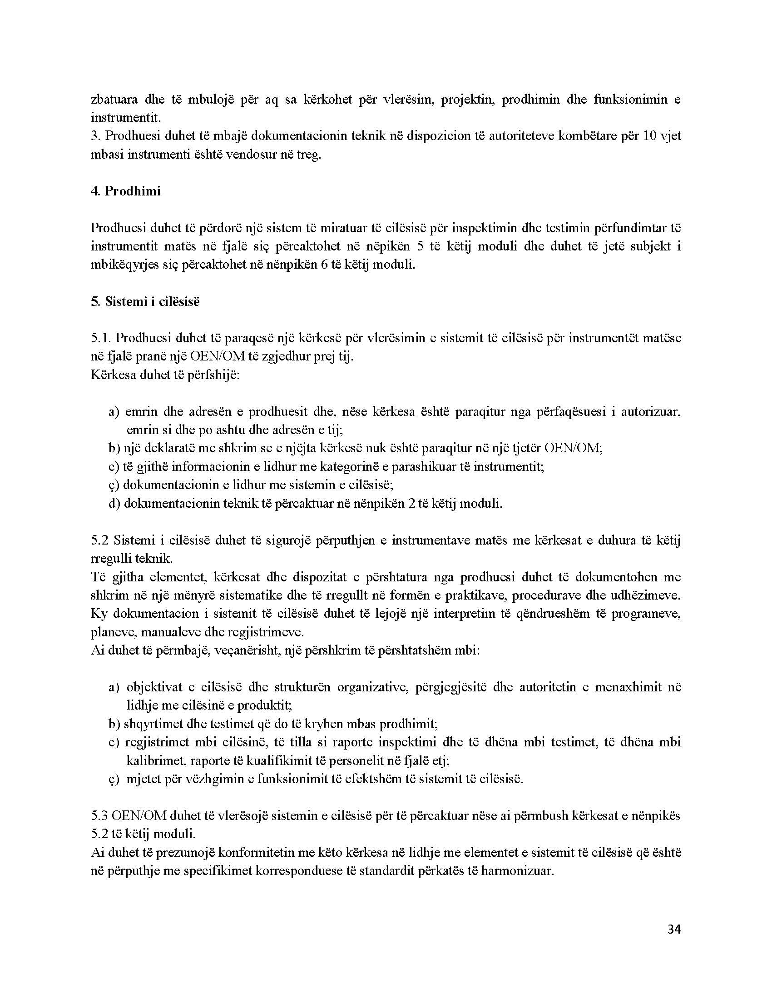 zbatuara dhe të mbulojë për aq sa kërkohet për vlerësim, projektin, prodhimin dhe funksionimin e
instrumentit.
3. Prodhuesi duhet të mbajë dokumentacionin teknik në dispozicion të autoriteteve kombëtare për 10 vjet
mbasi instrumenti është vendosur në treg.
4. Prodhimi
Prodhuesi duhet të përdorë një sistem të miratuar të cilësisë për inspektimin dhe testimin përfundimtar të
instrumentit matës në fjalë siç përcaktohet në nëpikën 5 të këtij moduli dhe duhet të jetë subjekt i
mbikëqyrjes siç përcaktohet në nënpikën 6 të këtij moduli.
5. Sistemi i cilësisë
5.1. Prodhuesi duhet të paraqesë një kërkesë për vlerësimin e sistemit të cilësisë për instrumentët matëse
në fjalë pranë një OEN/OM të zgjedhur prej tij.
Kërkesa duhet të përfshijë:
a) emrin dhe adresën e prodhuesit dhe, nëse kërkesa është paraqitur nga përfaqësuesi i autorizuar,
emrin si dhe po ashtu dhe adresën e tij;
b) një deklaratë me shkrim se e njëjta kërkesë nuk është paraqitur në një tjetër OEN/OM;
c) të gjithë informacionin e lidhur me kategorinë e parashikuar të instrumentit;
ç) dokumentacionin e lidhur me sistemin e cilësisë;
d) dokumentacionin teknik të përcaktuar në nënpikën 2 të këtij moduli.
5.2 Sistemi i cilësisë duhet të sigurojë përputhjen e instrumentave matës me kërkesat e duhura të këtij
rregulli teknik.
Të gjitha elementet, kërkesat dhe dispozitat e përshtatura nga prodhuesi duhet të dokumentohen me
shkrim në një mënyrë sistematike dhe të rregullt në formën e praktikave, procedurave dhe udhëzimeve.
Ky dokumentacion i sistemit të cilësisë duhet të lejojë një interpretim të qëndrueshëm të programeve,
planeve, manualeve dhe regjistrimeve.
Ai duhet të përmbajë, veçanërisht, një përshkrim të përshtatshëm mbi:
a) objektivat e cilësisë dhe strukturën organizative, përgjegjësitë dhe autoritetin e menaxhimit në
lidhje me cilësinë e produktit;
b) shqyrtimet dhe testimet që do të kryhen mbas prodhimit;
c) regjistrimet mbi cilësinë, të tilla si raporte inspektimi dhe të dhëna mbi testimet, të dhëna mbi
kalibrimet, raporte të kualifikimit të personelit në fjalë etj;
ç) mjetet për vëzhgimin e funksionimit të efektshëm të sistemit të cilësisë.
5.3 OEN/OM duhet të vlerësojë sistemin e cilësisë për të përcaktuar nëse ai përmbush kërkesat e nënpikës
5.2 të këtij moduli.
Ai duhet të prezumojë konformitetin me këto kërkesa në lidhje me elementet e sistemit të cilësisë që është
në përputhje me specifikimet korresponduese të standardit përkatës të harmonizuar.
34